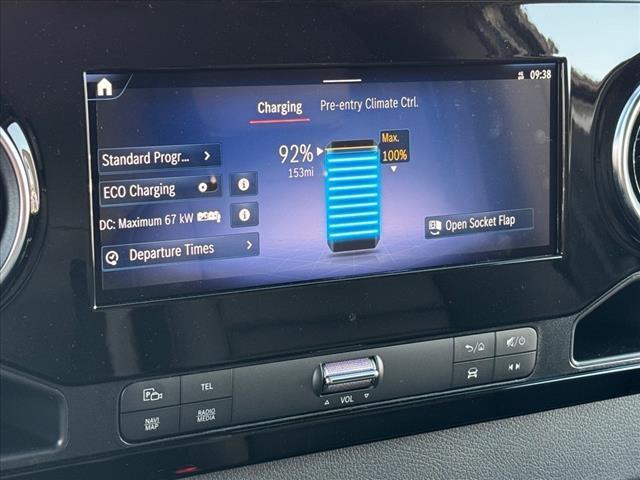 09:38
Charging Pre-entry Climate Ctrl.
Standard Progr... >
92%
153mi
Max.
100%
ECO Charging
DC: Maximum 67 kW
Departure Times >
Open Socket Flap
P TEL
NAVI MAP
RADIO MEDIA
VOL